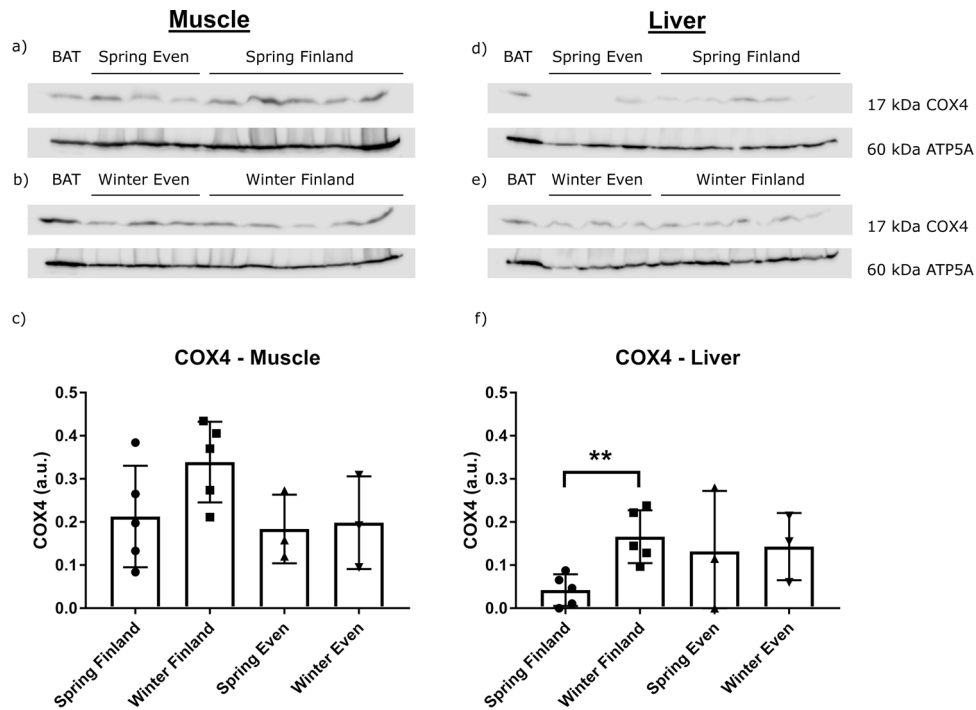 Muscle
a) BAT Spring Even Spring Finland
b) BAT Winter Even Winter Finland
c)
COX4 - Muscle
COX4 (a.u.)
0.5
0.4
0.3
0.2
0.1
0.0
Spring Finland
Winter Finland
Spring Even
Winter Even
Liver
d) BAT Spring Even Spring Finland
17 kDa COX4
60 kDa ATP5A
e) BAT Winter Even Winter Finland
17 kDa COX4
60 kDa ATP5A
f)
COX4 - Liver
COX4 (a.u.)
0.5
0.4
0.3
0.2
0.1
0.0
**
Spring Finland
Winter Finland
Spring Even
Winter Even